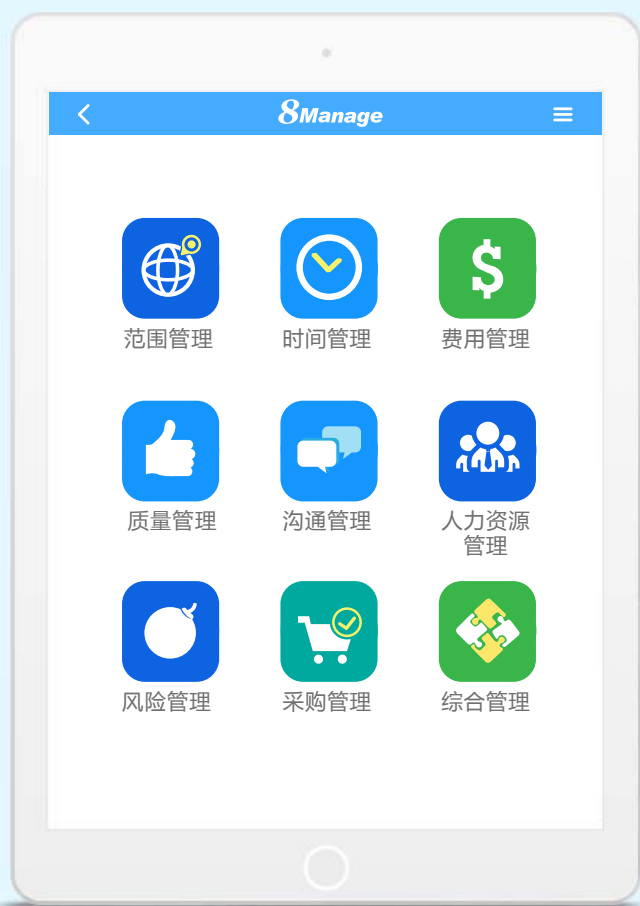 8Manage
范围管理
时间管理
费用管理
质量管理
沟通管理
人力资源
管理
风险管理
采购管理
综合管理